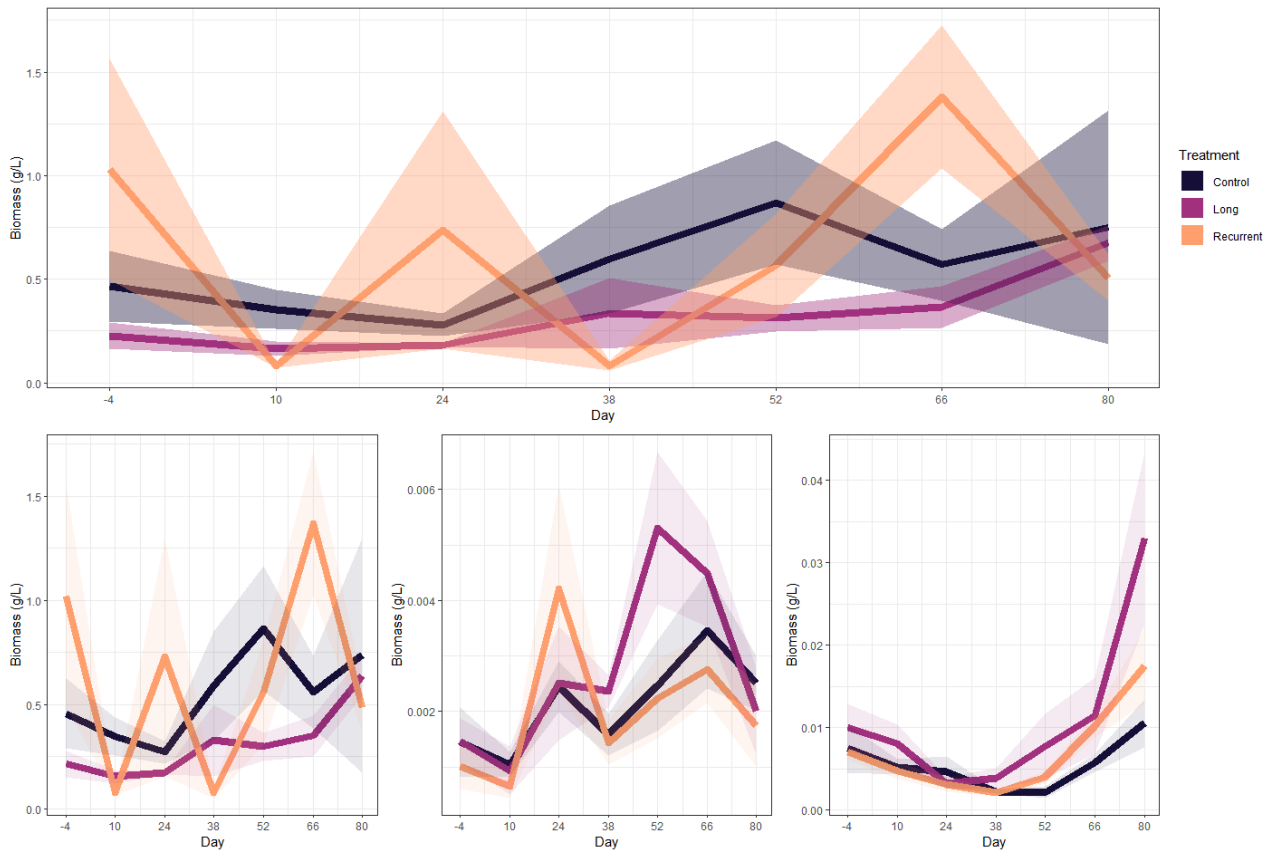 Biomass (g/L)
1.5
1.0
0.5
0.0
-4 10 24 38 52 66 80
Day
Treatment
Control
Long
Recurrent
Biomass (g/L)
1.5
1.0
0.5
0.0
-4 10 24 38 52 66 80
Day
Biomass (g/L)
0.006
0.004
0.002
-4 10 24 38 52 66 80
Day
Biomass (g/L)
0.04
0.03
0.02
0.01
0.00
-4 10 24 38 52 66 80
Day